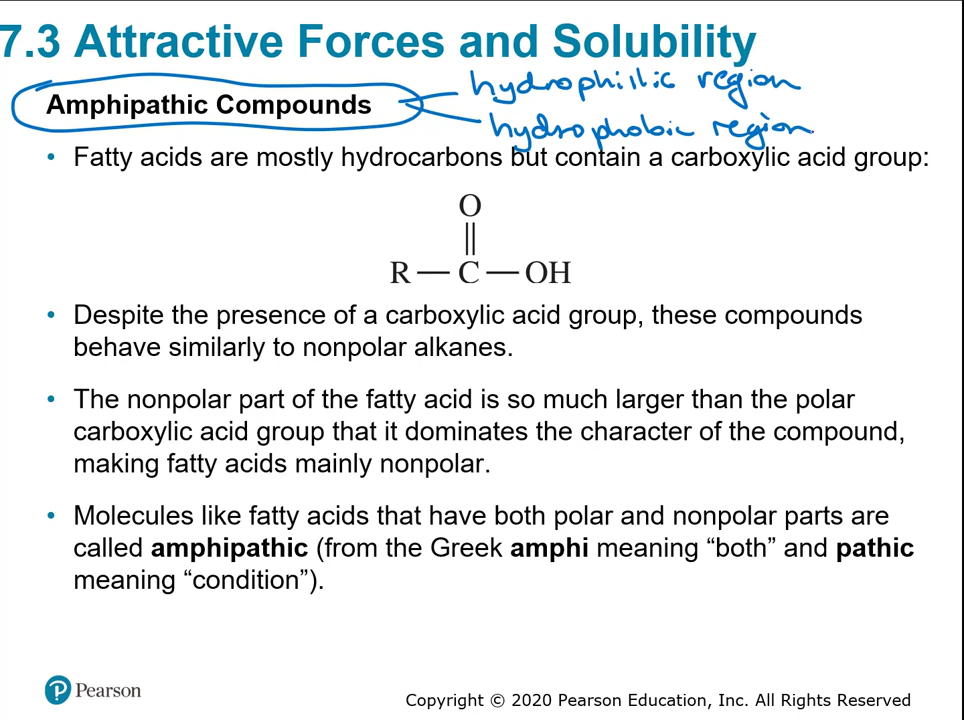 7.3 Attractive Forces and Solubility
hydrophillic region
Amphipathic Compounds
hydrophobic region
• Fatty acids are mostly hydrocarbons but contain a carboxylic acid group:
O
||
R — C — OH
• Despite the presence of a carboxylic acid group, these compounds
behave similarly to nonpolar alkanes.
• The nonpolar part of the fatty acid is so much larger than the polar
carboxylic acid group that it dominates the character of the compound,
making fatty acids mainly nonpolar.
• Molecules like fatty acids that have both polar and nonpolar parts are
called amphipathic (from the Greek amphi meaning “both” and pathic
meaning “condition”).
P Pearson
Copyright © 2020 Pearson Education, Inc. All Rights Reserved